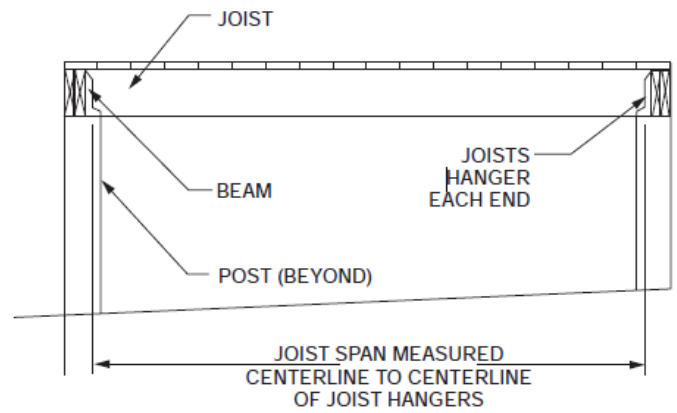 JOIST
JOISTS
HANGER
EACH END
BEAM
POST (BEYOND)
JOIST SPAN MEASURED
CENTERLINE TO CENTERLINE
OF JOIST HANGERS